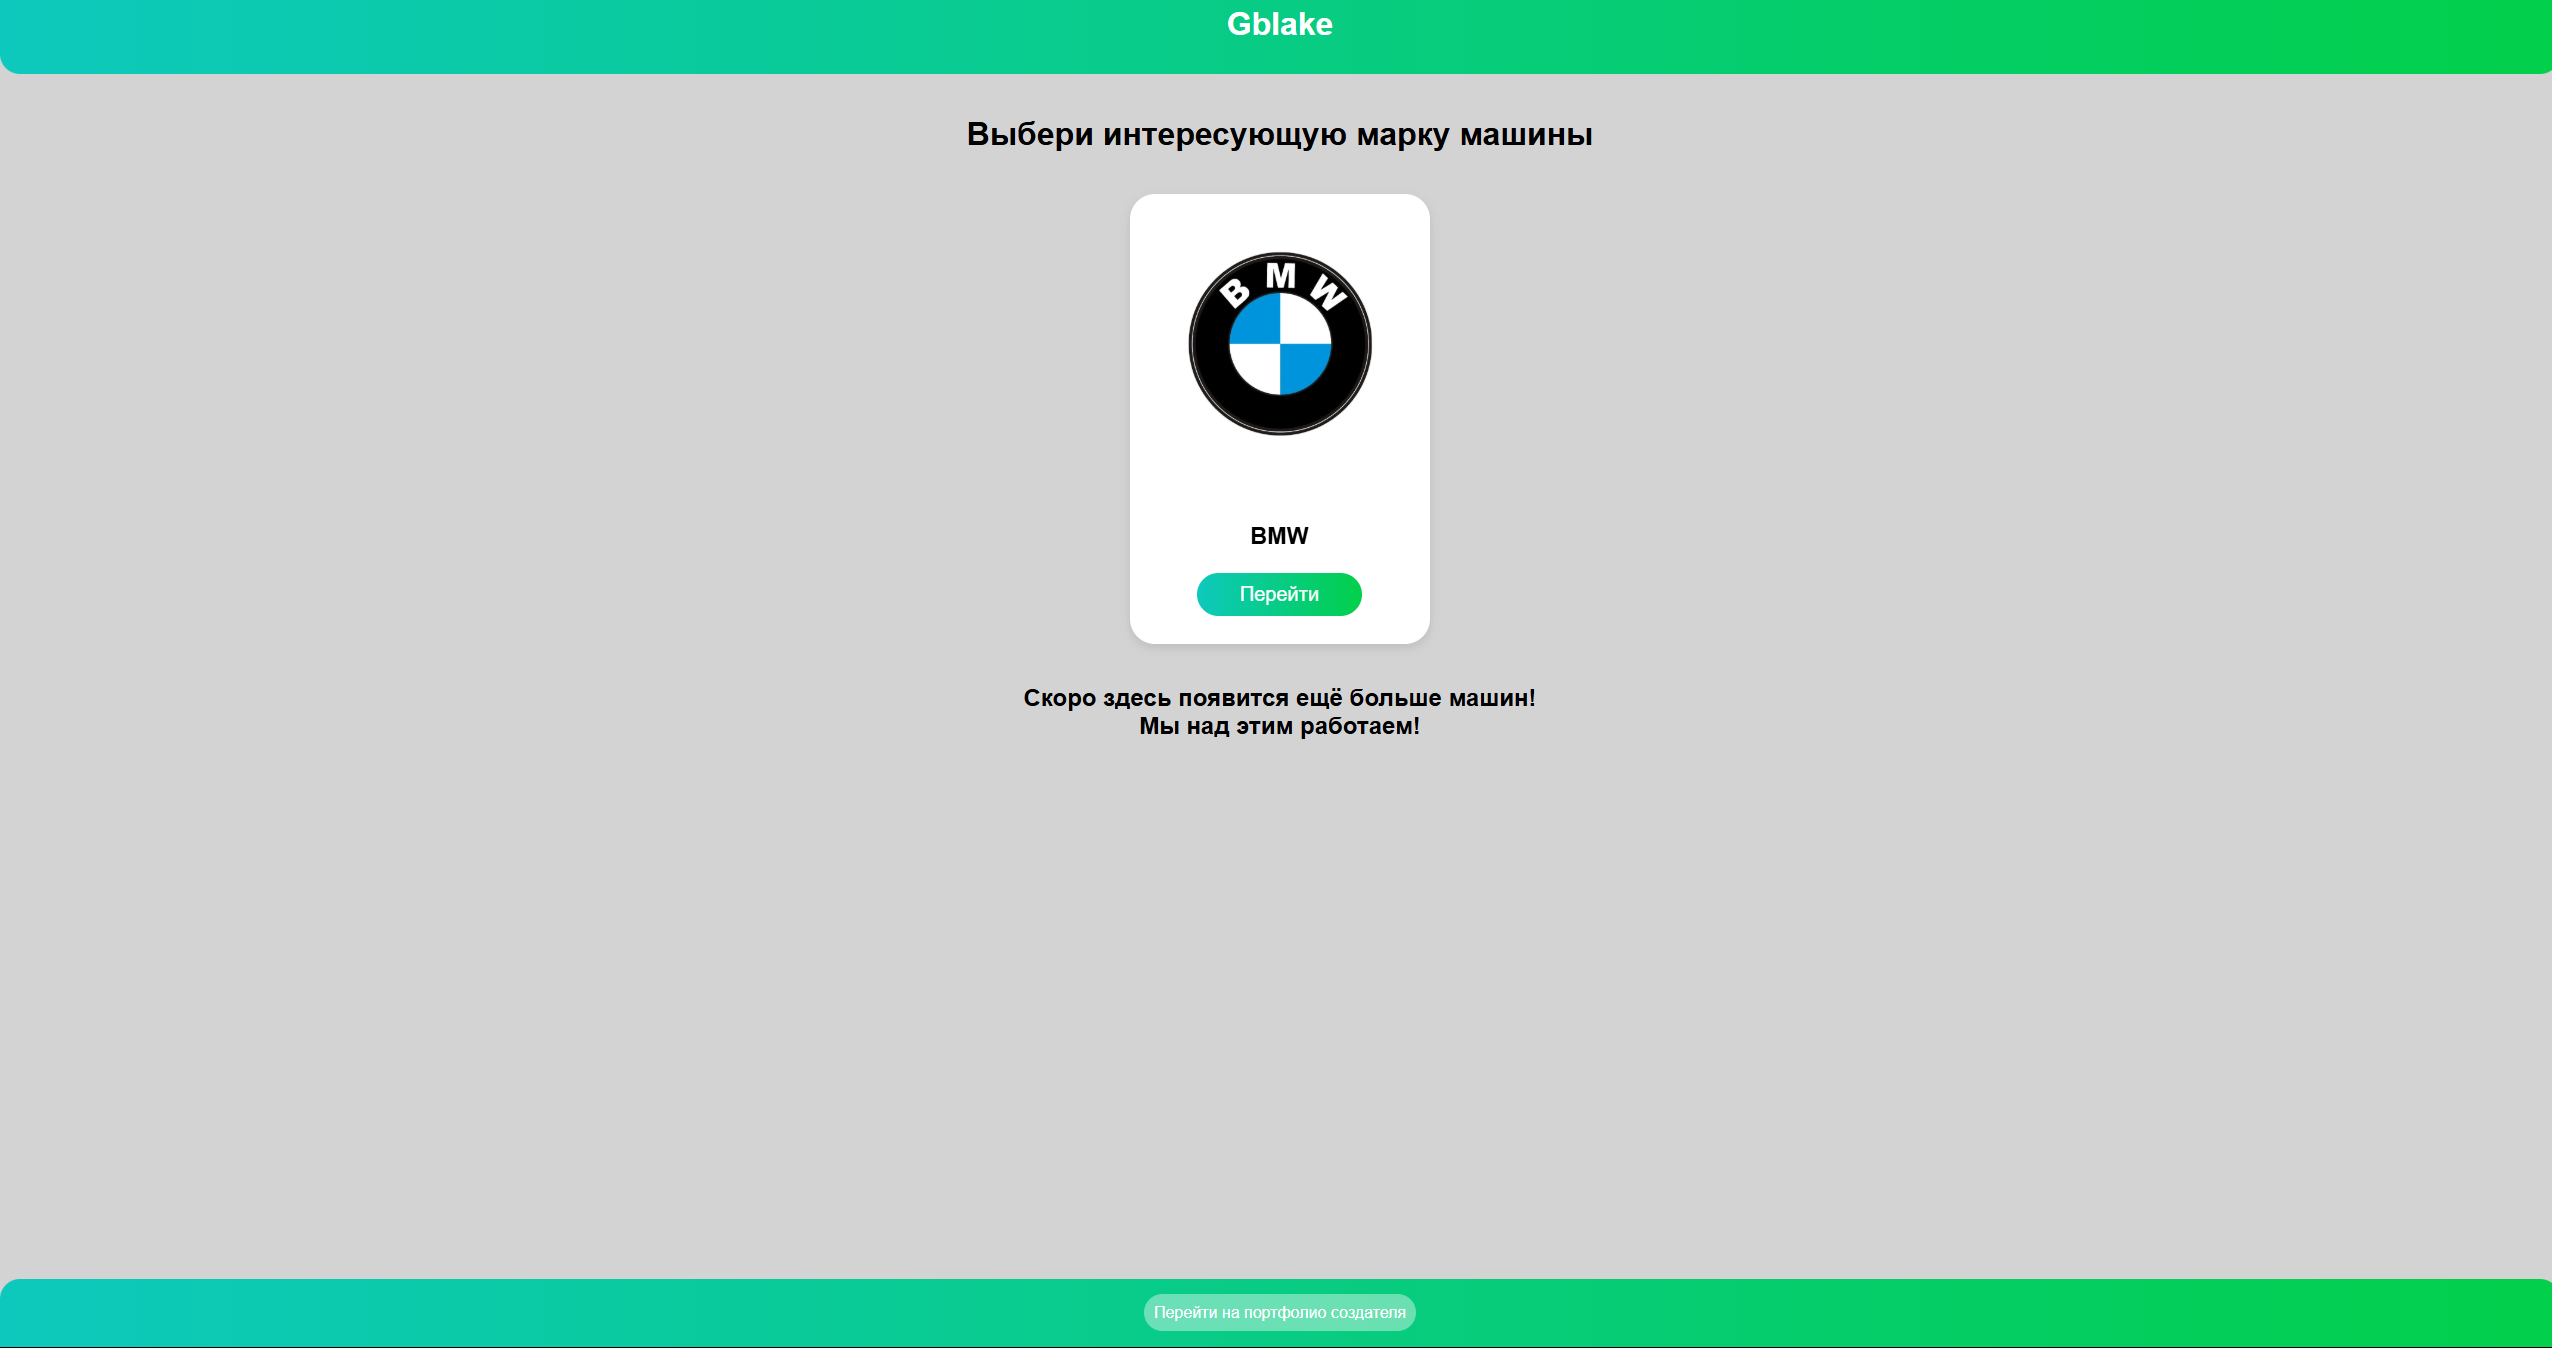 Gblake
Выбери интересующую марку машины
BMW
BMW
Перейти
Скоро здесь появится ещё больше машин!
Мы над этим работаем!
Перейти на портфолио создателя